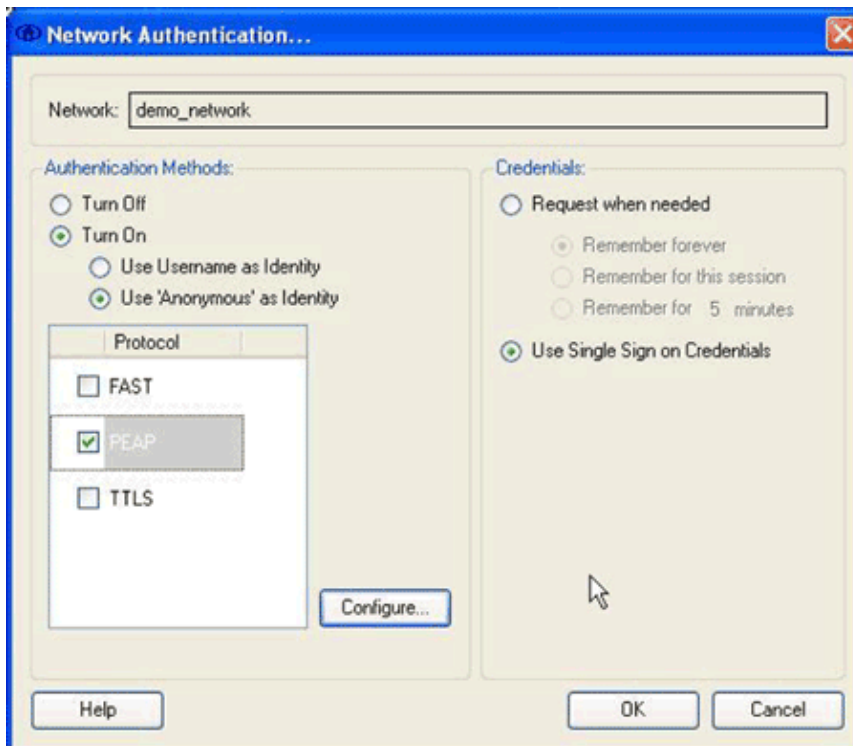 Network Authentication...
Network: demo_network
Authentication Methods:
Turn Off
Turn On
Use Username as Identity
Use 'Anonymous' as Identity
Protocol
FAST
PEAP
TTLS
Configure...
Credentials:
Request when needed
Remember forever
Remember for this session
Remember for 5 minutes
Use Single Sign on Credentials
Help
OK
Cancel